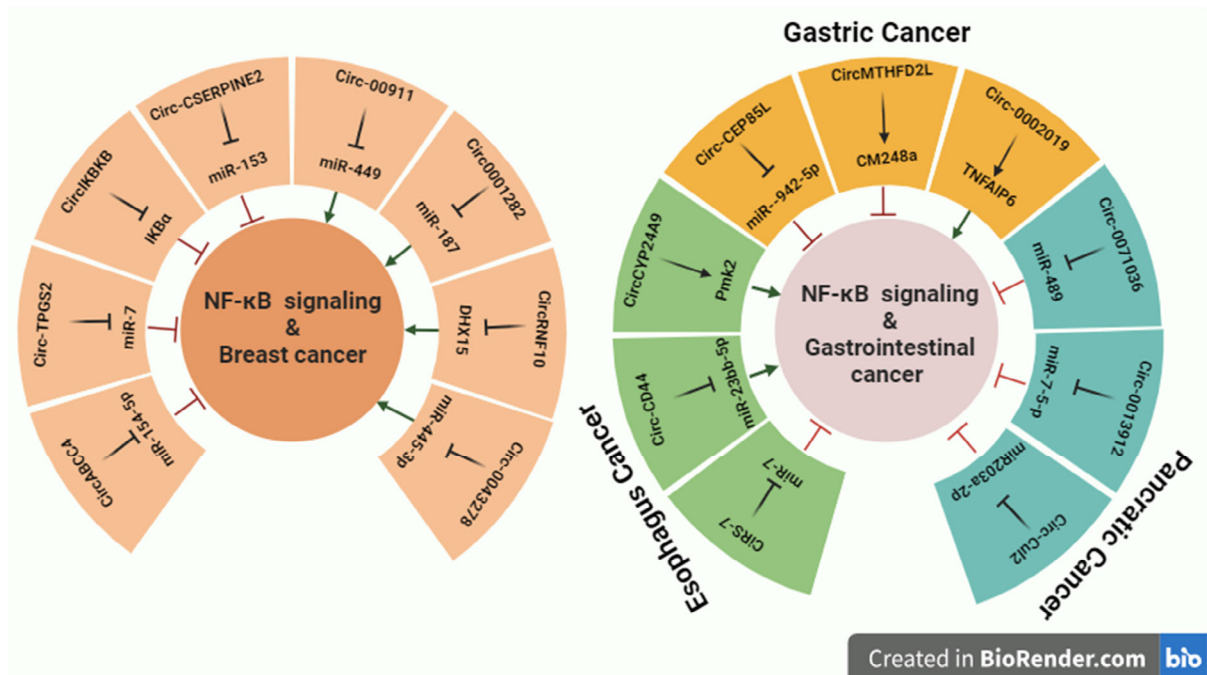 CircABCC4
miR-154-5p
Circ-TPGS2
miR-7
CircIKBKB
IKBα
Circ-CSERPINE2
miR-153
Circ-00911
miR-449
Circ0001282
miR-187
CircRNF10
DHX15
Circ-0043278
miR-445-3p
NF-κB signaling
&
Breast cancer
Gastric Cancer
Circ-CEP85L
miR--942-5p
CircMTHFD2L
CM248a
Circ-0002019
TNFAIP6
Esophagus Cancer
CircCYP24A9
Pmk2
Circ-CD44
miR-23bb-5p
CiRS-7
miR-7
Pancratic Cancer
Circ-0071036
miR-489
Circ-0013912
miR-7-5-p
Circ-Cul2
miR203a-2p
NF-κB signaling
&
Gastrointestinal
cancer
Created in BioRender.com bio